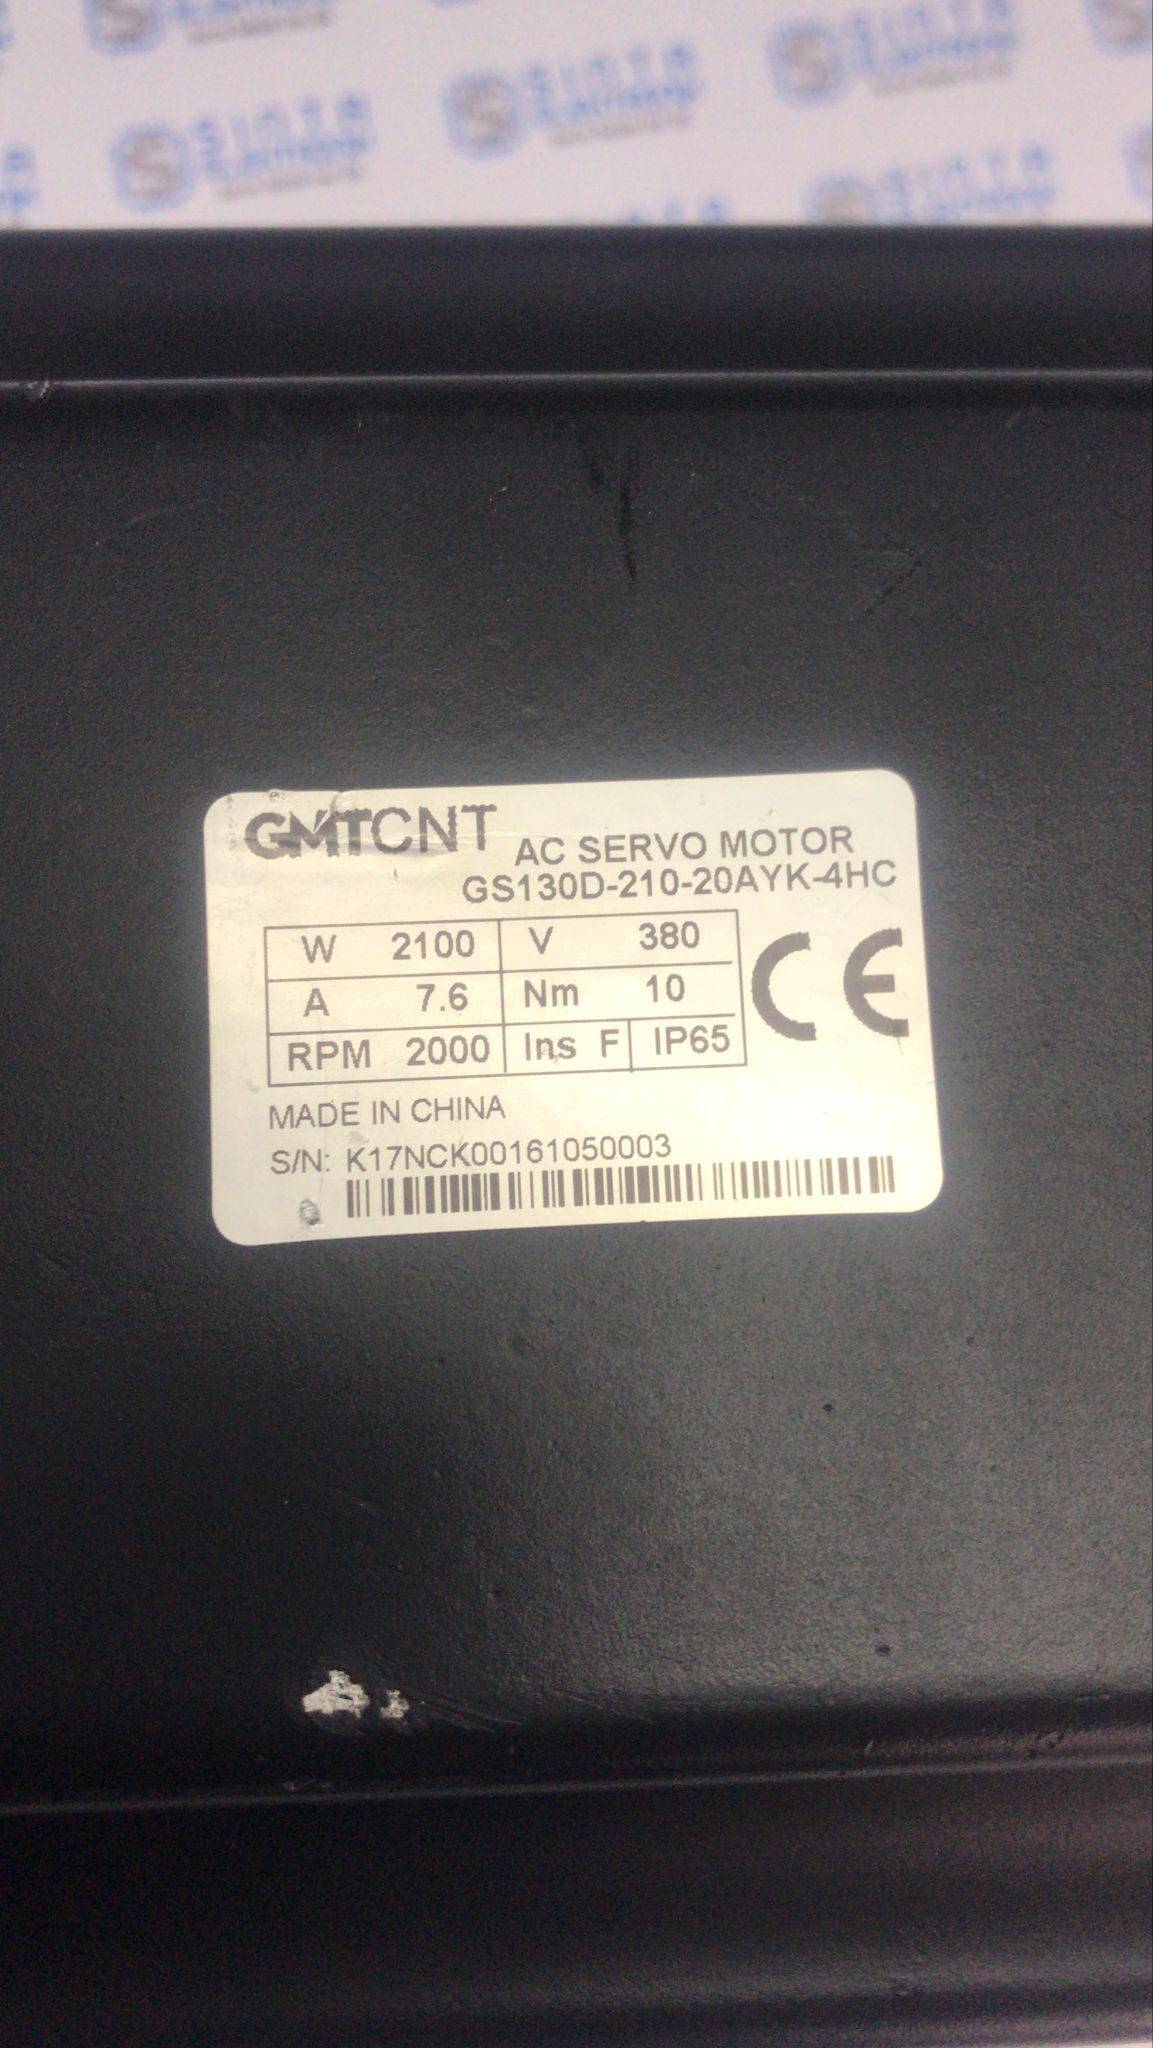 GMTCNT
AC SERVO MOTOR
GS130D-210-20AYK-4HC
W 2100 V 380
A 7.6 Nm 10
RPM 2000 Ins F IP65
CE
MADE IN CHINA
S/N: K17NCK00161050003